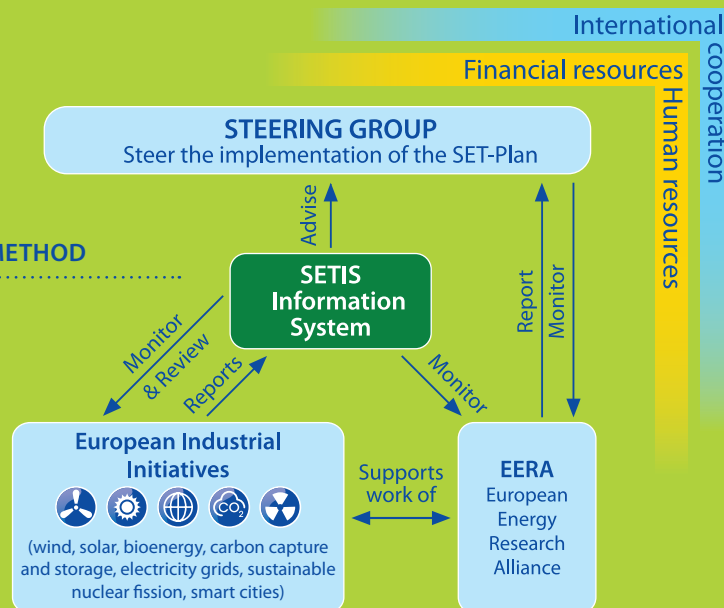 International
cooperation
Financial resources
Human resources
STEERING GROUP
Steer the implementation of the SET-Plan
METHOD
Advise
SETIS
Information
System
Report
Monitor
Monitor
& Review
Reports
Monitor
European Industrial
Initiatives
CO2
(wind, solar, bioenergy, carbon capture
and storage, electricity grids, sustainable
nuclear fission, smart cities)
Supports
work of
EERA
European
Energy
Research
Alliance